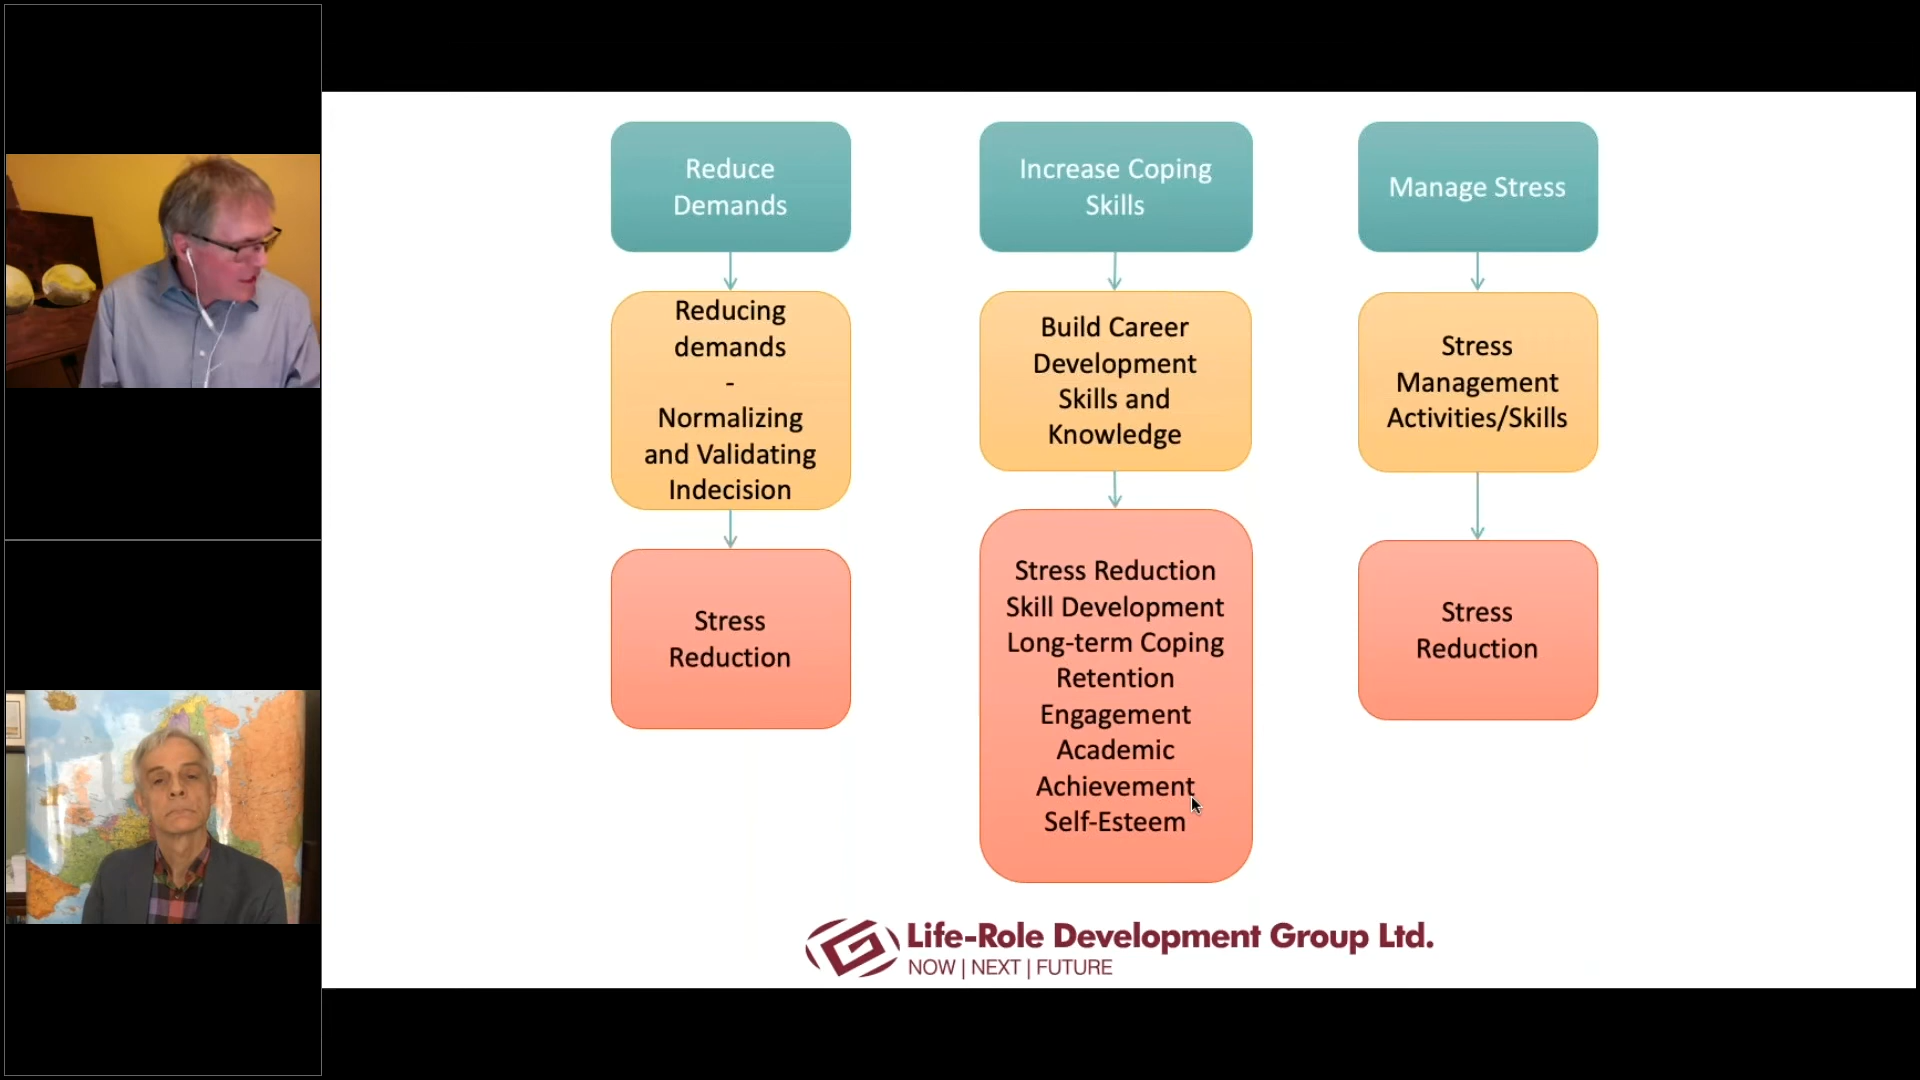 Reduce
Demands
Reducing
demands
-
Normalizing
and Validating
Indecision
Stress
Reduction
Increase Coping
Skills
Build Career
Development
Skills and
Knowledge
Stress Reduction
Skill Development
Long-term Coping
Retention
Engagement
Academic
Achievement
Self-Esteem
Manage Stress
Stress
Management
Activities/Skills
Stress
Reduction
Life-Role Development Group Ltd.
NOW | NEXT | FUTURE